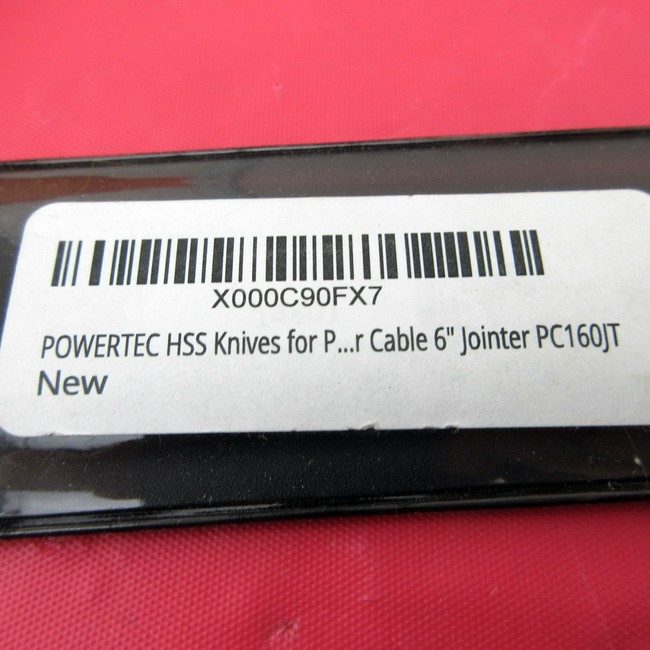 X000C90FX7
POWERTEC HSS Knives for P...r Cable 6" Jointer PC160JT
New